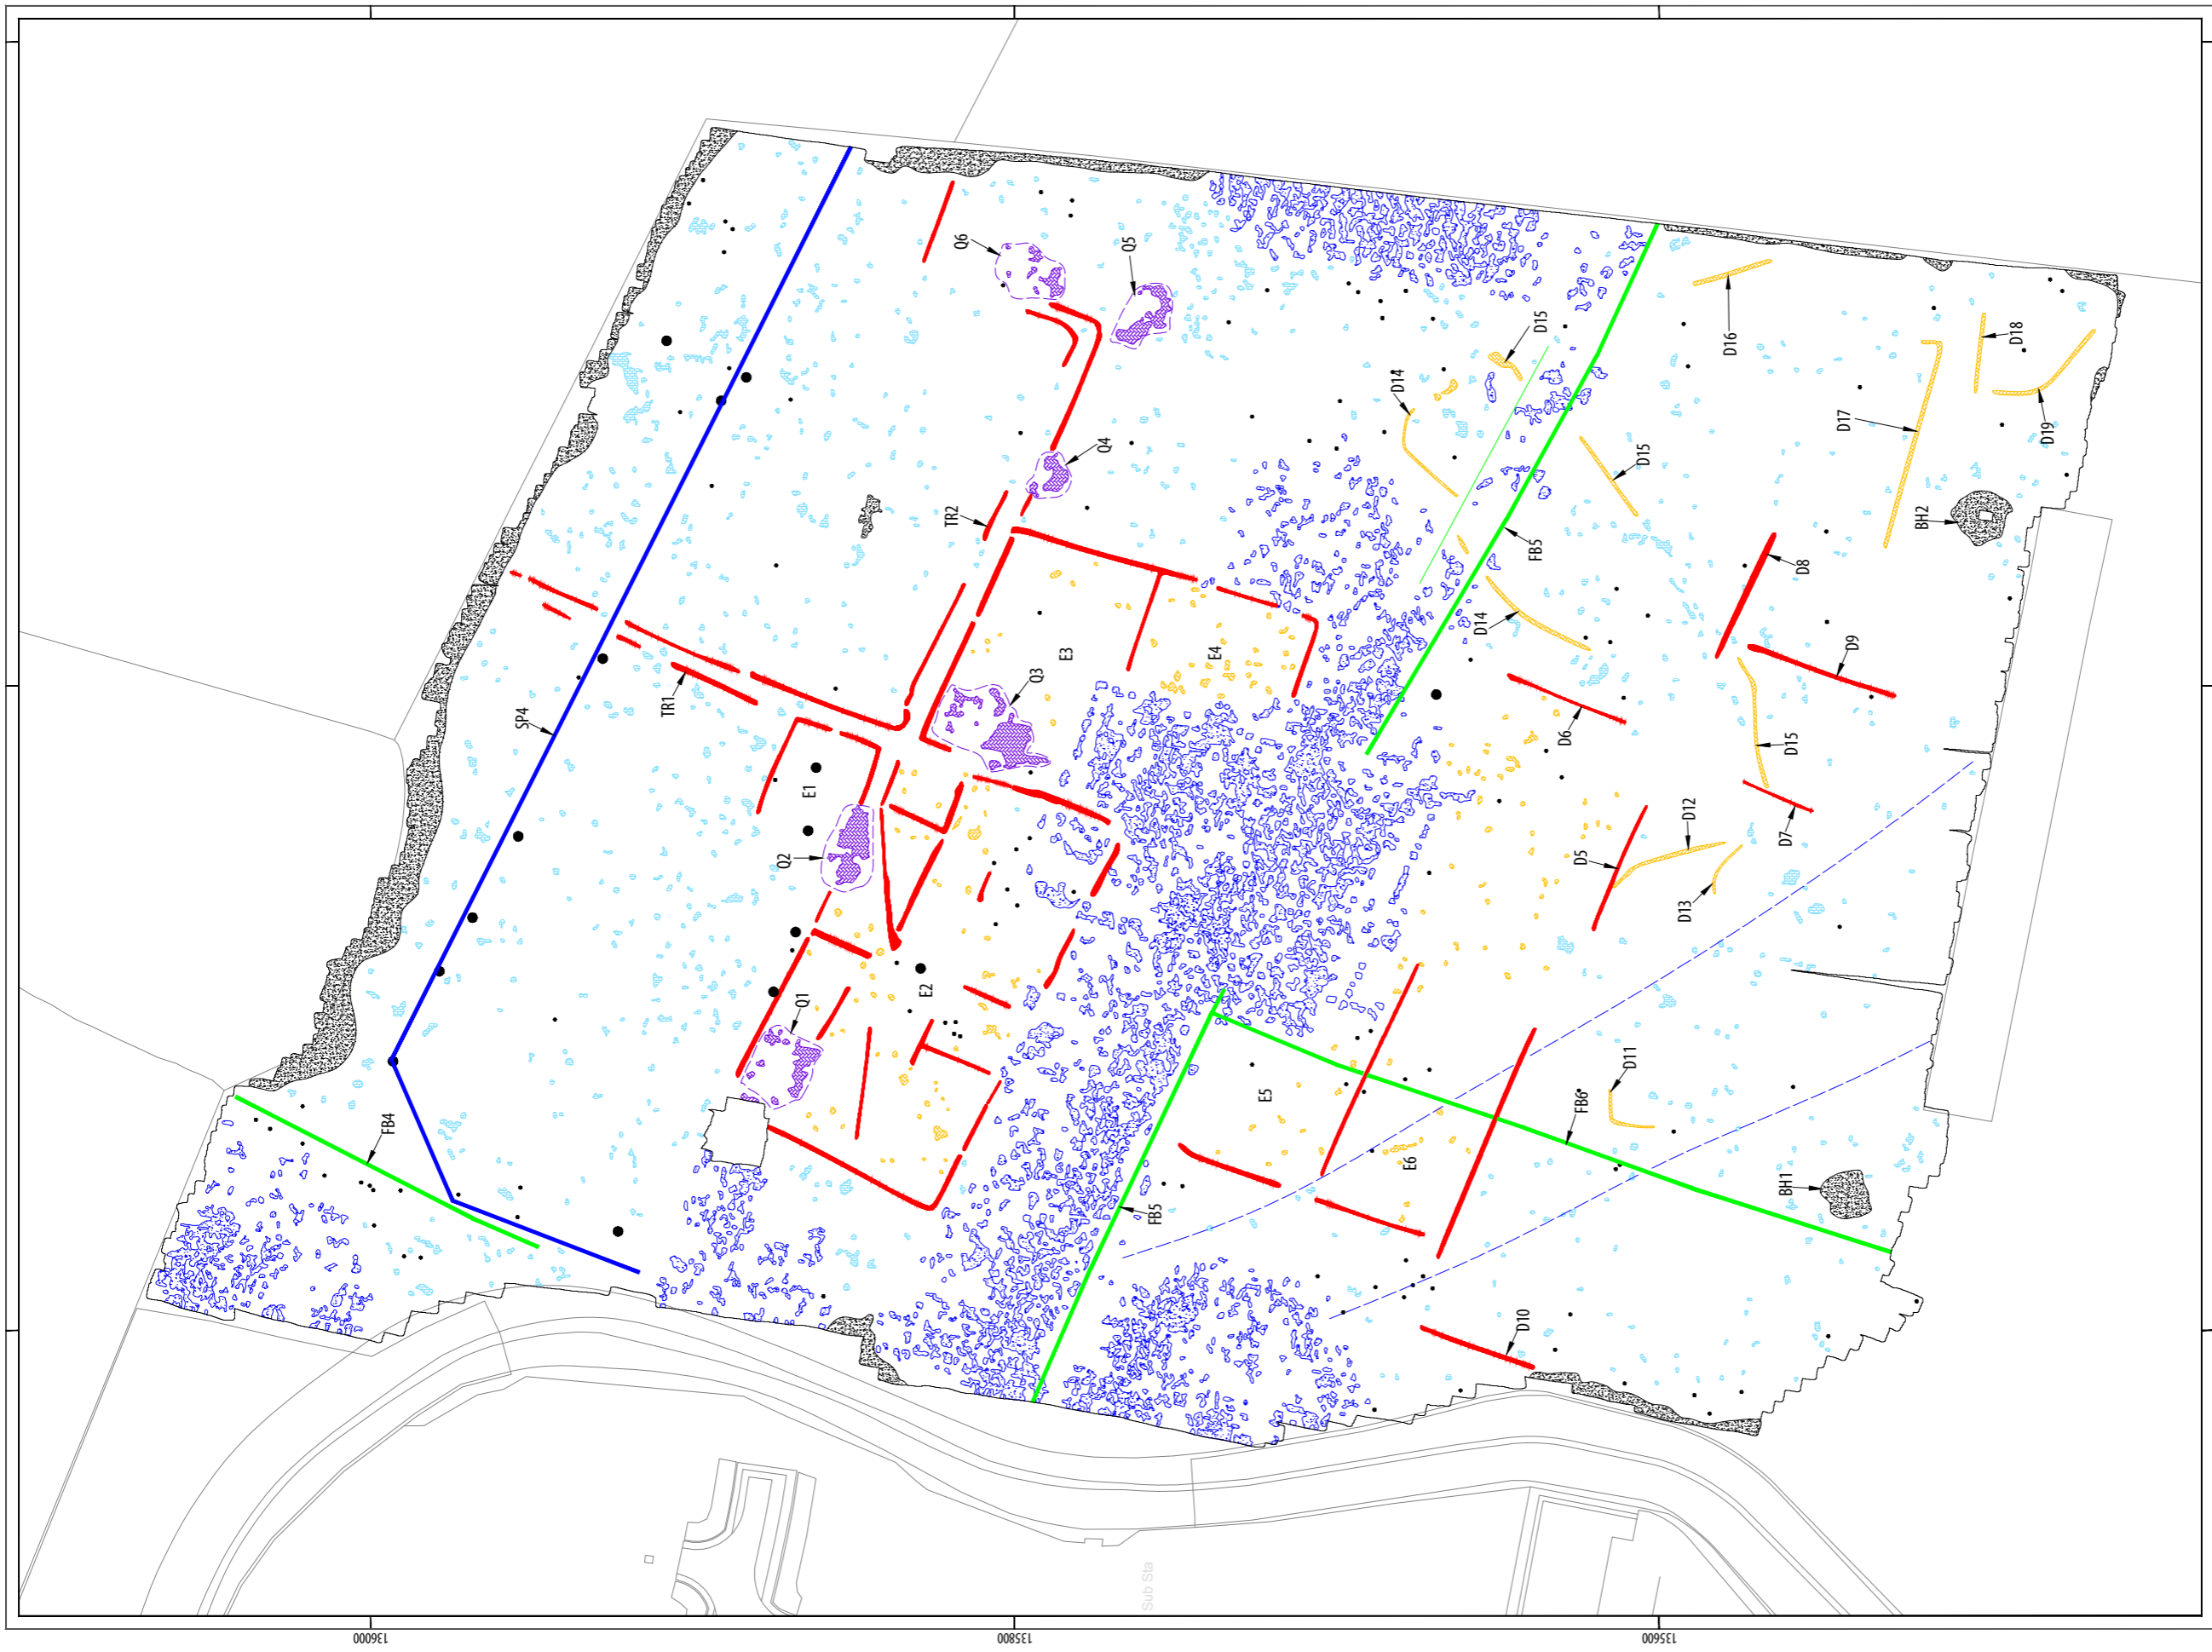 Q6
Q5
D15
D16
D18
D14
D17
D19
Q4
D15
TR2
BH2
FB5
D8
D14
E3
E4
D9
Q3
TR1
SP4
D6
D15
E1
D12
D7
D5
Q2
D13
E2
Q1
D11
E5
FB6
FB4
E6
BH1
FB5
D10
Sub Sta
136000
135800
135600